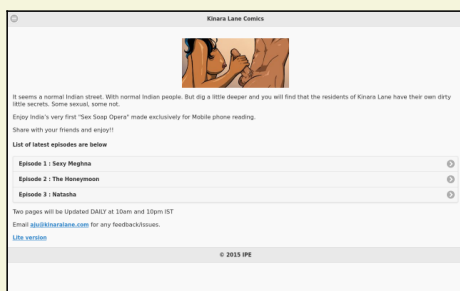 Kinara Lane Comics
It seems a normal Indian street. With normal Indian people. But dig a little deeper and you will find that the residents of Kinara Lane have their own dirty
little secrets. Some sexual, some not.
Enjoy India's very first "Sex Soap Opera" made exclusively for Mobile phone reading.
Share with your friends and enjoy!!
List of latest episodes are below
Episode 1 : Sexy Meghna
Episode 2 : The Honeymoon
Episode 3 : Natasha
Two pages will be Updated DAILY at 10am and 10pm IST
Email aju@kinaralane.com for any feedback/issues.
Lite version
© 2015 IPE